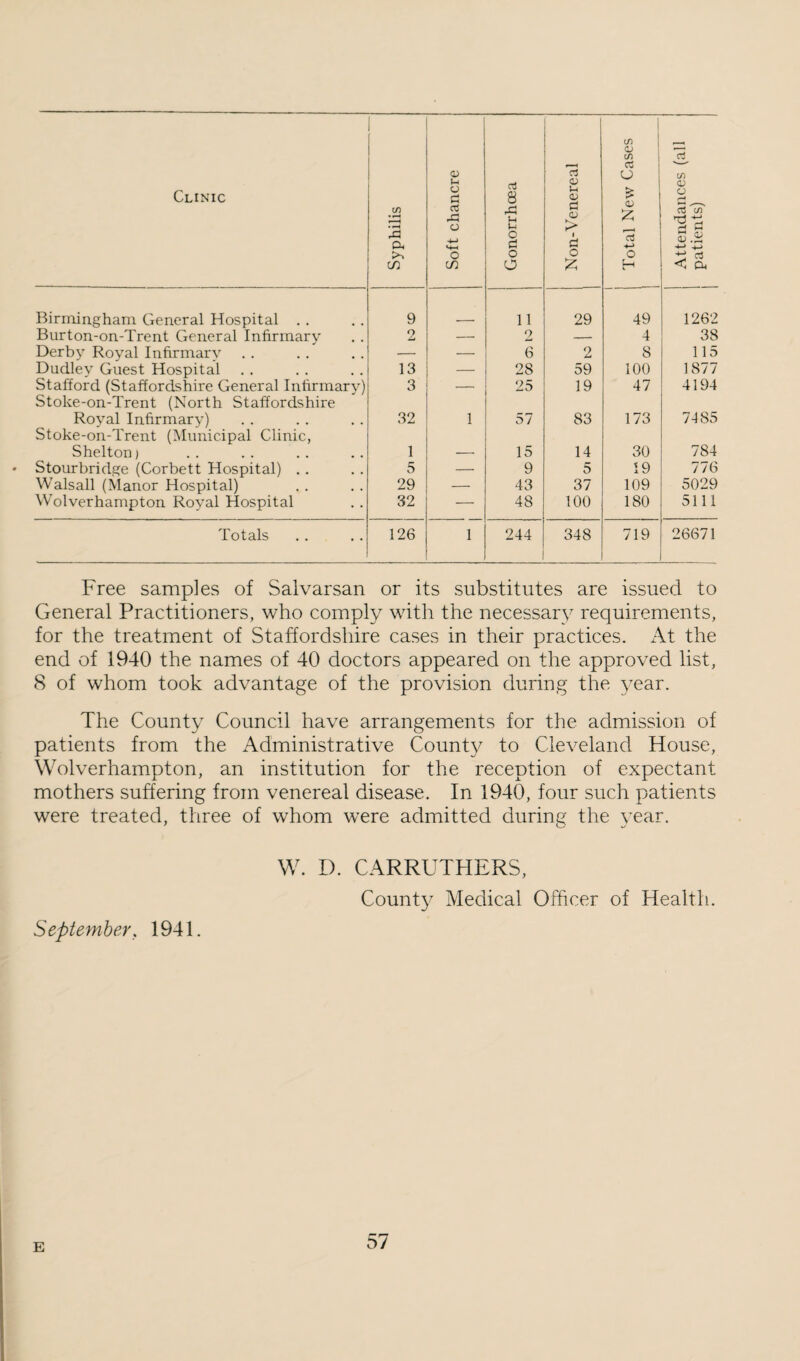 Clinic | Syphilis | Soft chancre | Gonorrhœa | Non-Venereal | Total New Cases | Attendances (all patients)
Birmingham General Hospital . . . . | 9 | — | 11 | 29 | 49 | 1262
Burton-on-Trent General Infirmary . . | 2 | — | 2 | — | 4 | 38
Derby Royal Infirmary . . . . . . | — | — | 6 | 2 | 8 | 115
Dudley Guest Hospital . . . . . . | 13 | — | 28 | 59 | 100 | 1877
Stafford (Staffordshire General Infirmary) | 3 | — | 25 | 19 | 47 | 4194
Stoke-on-Trent (North Staffordshire
Royal Infirmary) . . . . . . | 32 | 1 | 57 | 83 | 173 | 7485
Stoke-on-Trent (Municipal Clinic,
Shelton) . . . . . . . . | 1 | — | 15 | 14 | 30 | 784
Stourbridge (Corbett Hospital) . . . . | 5 | — | 9 | 5 | 19 | 776
Walsall (Manor Hospital) . . . . | 29 | — | 43 | 37 | 109 | 5029
Wolverhampton Royal Hospital . . | 32 | — | 48 | 100 | 180 | 5111
Totals . . . . | 126 | 1 | 244 | 348 | 719 | 26671
Free samples of Salvarsan or its substitutes are issued to
General Practitioners, who comply with the necessary requirements,
for the treatment of Staffordshire cases in their practices. At the
end of 1940 the names of 40 doctors appeared on the approved list,
8 of whom took advantage of the provision during the year.
The County Council have arrangements for the admission of
patients from the Administrative County to Cleveland House,
Wolverhampton, an institution for the reception of expectant
mothers suffering from venereal disease. In 1940, four such patients
were treated, three of whom were admitted during the year.
W. D. CARRUTHERS,
County Medical Officer of Health.
September, 1941.
E
57